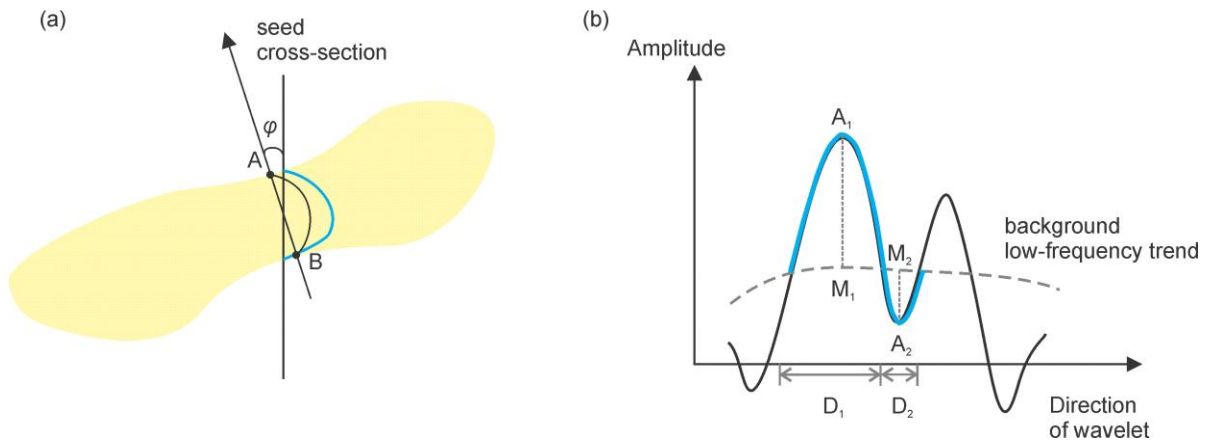 (a)
seed
cross-section
φ
A
B
(b)
Amplitude
A₁
M₂
M₁
A₂
background
low-frequency trend
D₁
D₂
Direction
of wavelet